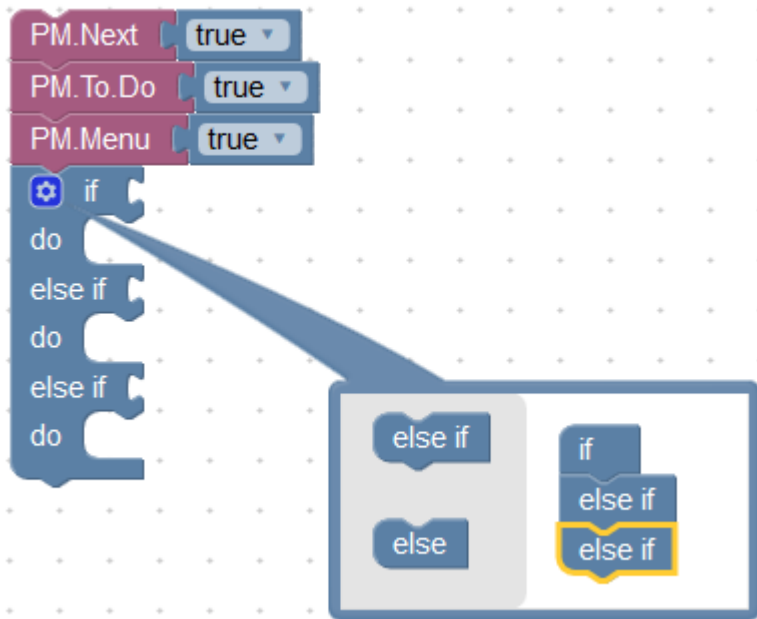 PM.Next true
PM.To.Do true
PM.Menu true
if
do
else if
do
else if
do
else if
else
if
else if
else if